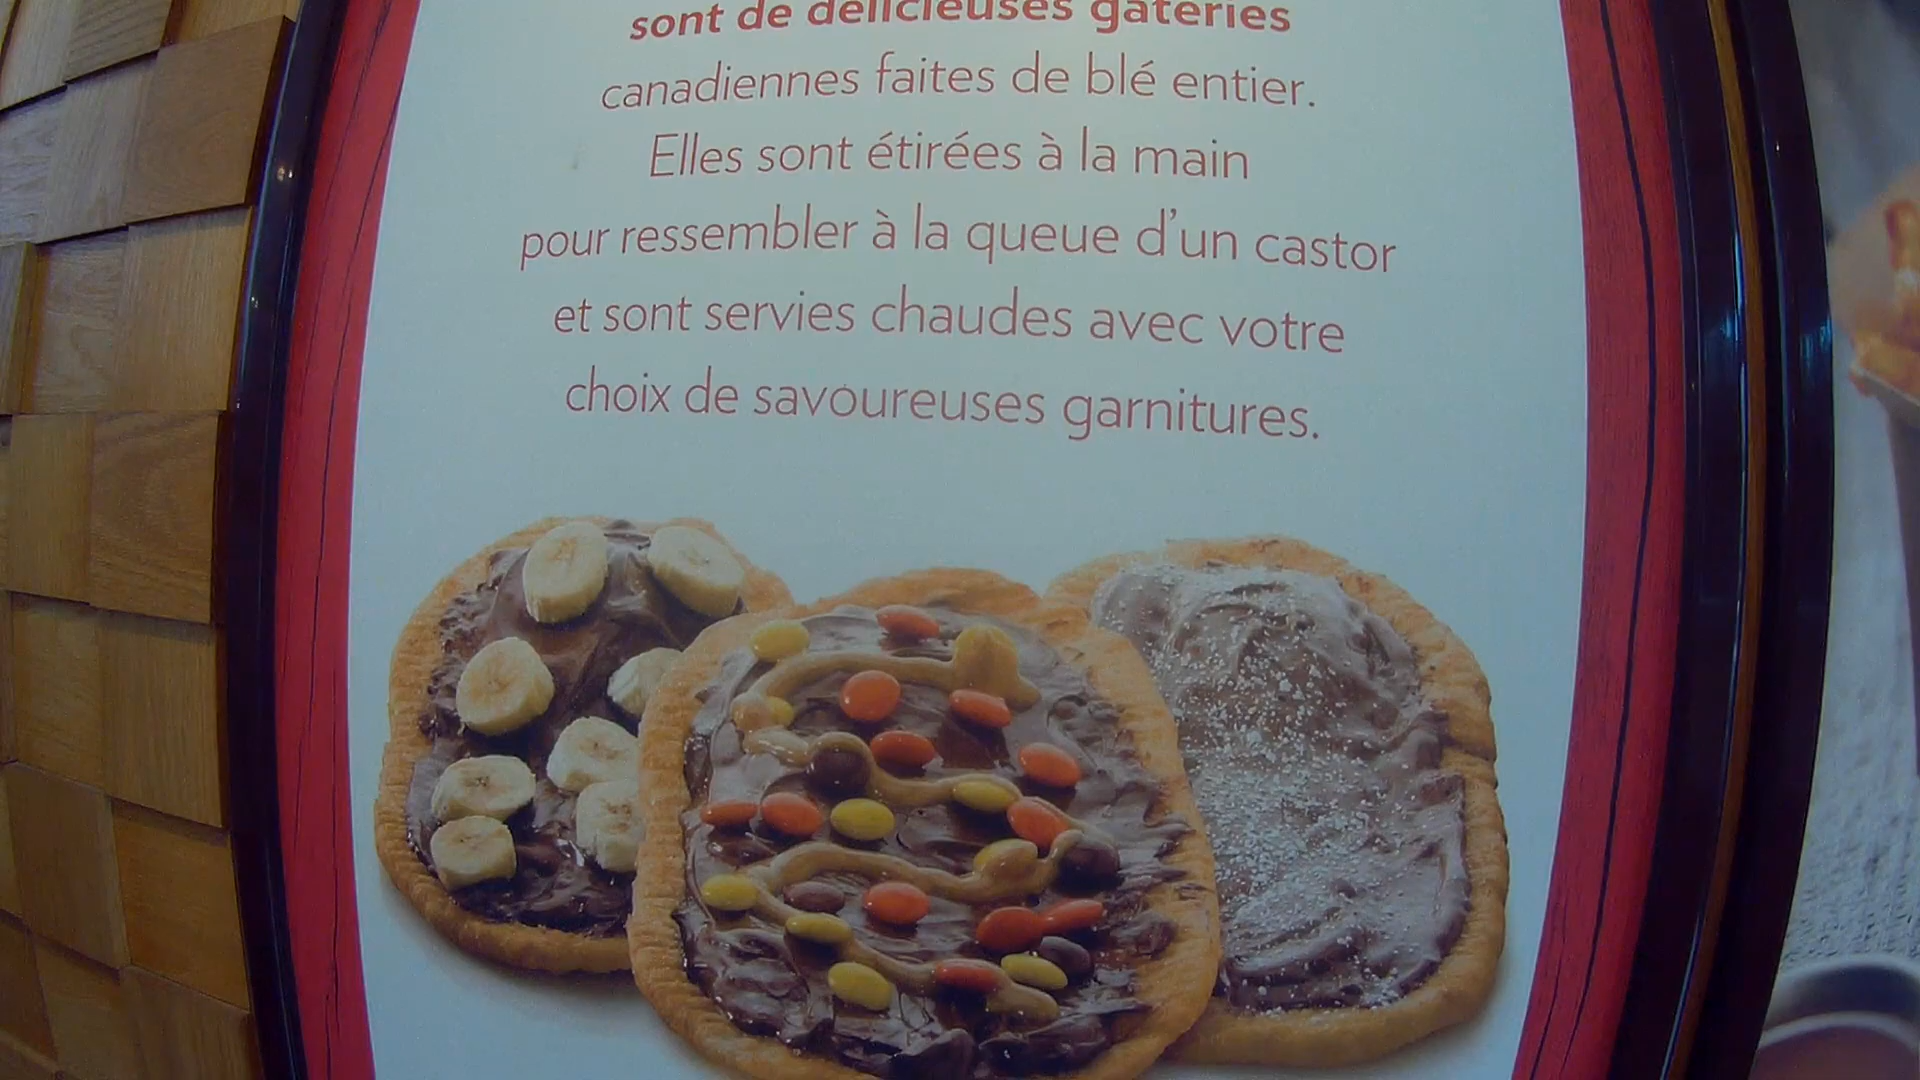 sont de délicieuses gâteries
canadiennes faites de blé entier.
Elles sont étirées à la main
pour ressembler à la queue d'un castor
et sont servies chaudes avec votre
choix de savoureuses garnitures.